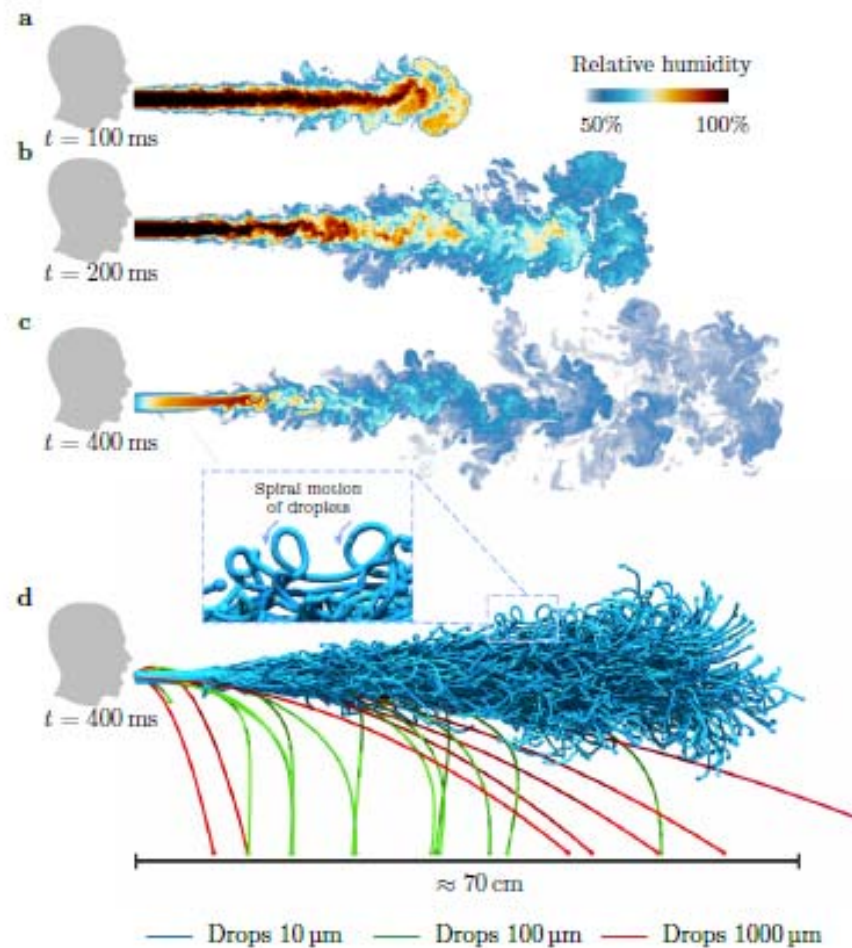 a
Relative humidity
50% 100%
t = 100 ms
b
t = 200 ms
c
t = 400 ms
Spiral motion
of droplets
d
t = 400 ms
≈ 70 cm
Drops 10 μm Drops 100 μm Drops 1000 μm